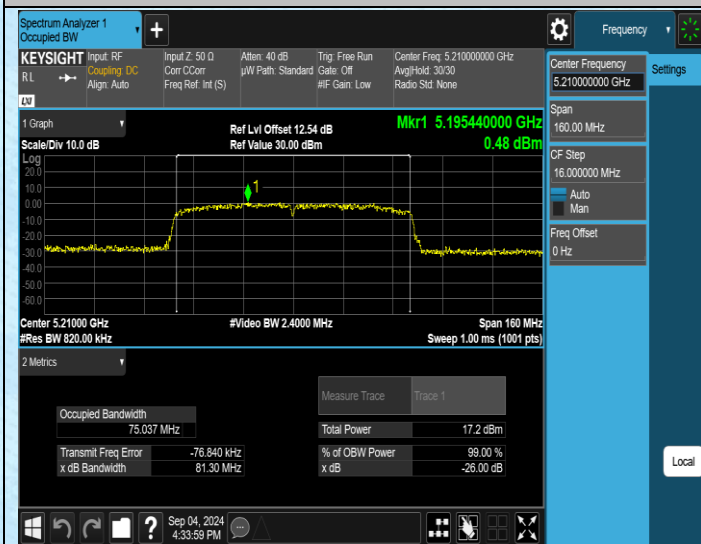 Spectrum Analyzer 1
Occupied BW
Frequency
KEYSIGHT
R L
LXI
Input: RF
Coupling: DC
Align: Auto
Input Z: 50 Ω
Corr CCorr
Freq Ref: Int (S)
Atten: 40 dB
µW Path: Standard
Trig: Free Run
Gate: Off
#IF Gain: Low
Center Freq: 5.210000000 GHz
Avg|Hold: 30/30
Radio Std: None
Center Frequency
5.210000000 GHz
Settings
Span
160.00 MHz
CF Step
16.000000 MHz
Auto
Man
Freq Offset
0 Hz
Local
1 Graph
Scale/Div 10.0 dB
Ref Lvl Offset 12.54 dB
Ref Value 30.00 dBm
Mkr1 5.195440000 GHz
0.48 dBm
Log
20.0
10.0
0.00
-10.0
-20.0
-30.0
-40.0
-50.0
-60.0
1
Center 5.21000 GHz
#Res BW 820.00 kHz
#Video BW 2.4000 MHz
Span 160 MHz
Sweep 1.00 ms (1001 pts)
2 Metrics
Measure Trace Trace 1
Occupied Bandwidth
75.037 MHz
Total Power 17.2 dBm
Transmit Freq Error -76.840 kHz
% of OBW Power 99.00 %
x dB Bandwidth 81.30 MHz
x dB -26.00 dB
?
Sep 04, 2024
4:33:59 PM